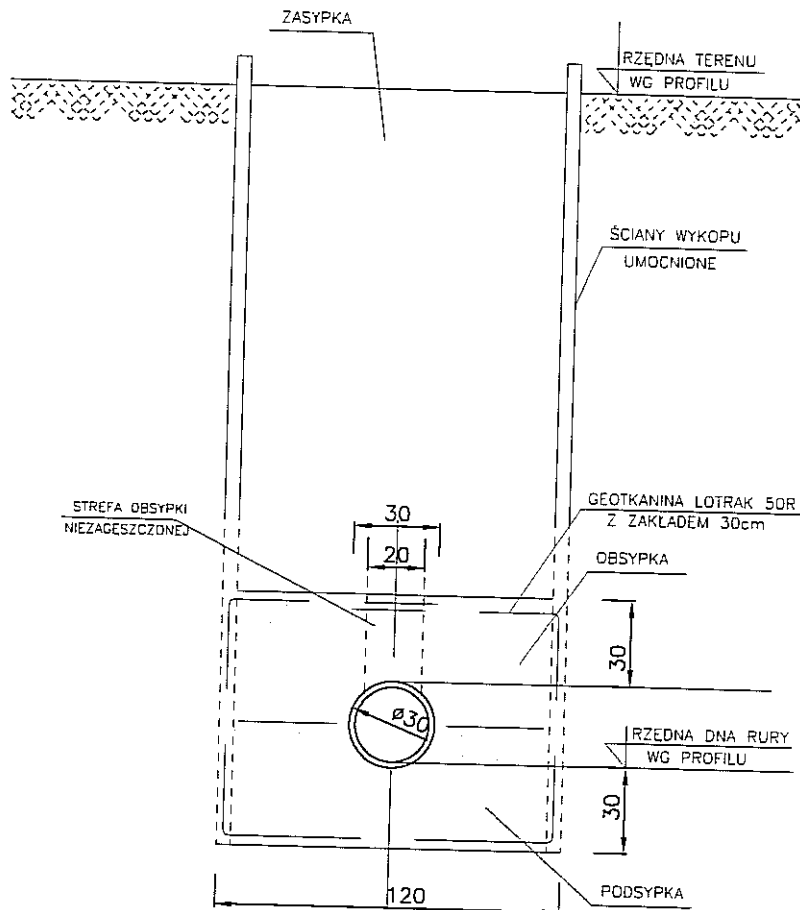 ZASYPKA
RZĘDNA TERENU
WG PROFILU
ŚCIANY WYKOPU
UMOCNIONE
STREFA OBSYPKI
NIEZAGĘSZCZONEJ
30
20
GEOTKANINA LOTRAK 50R
Z ZAKŁADEM 30cm
OBSYPKA
30
ø30
RZĘDNA DNA RURY
WG PROFILU
30
120
PODSYPKA